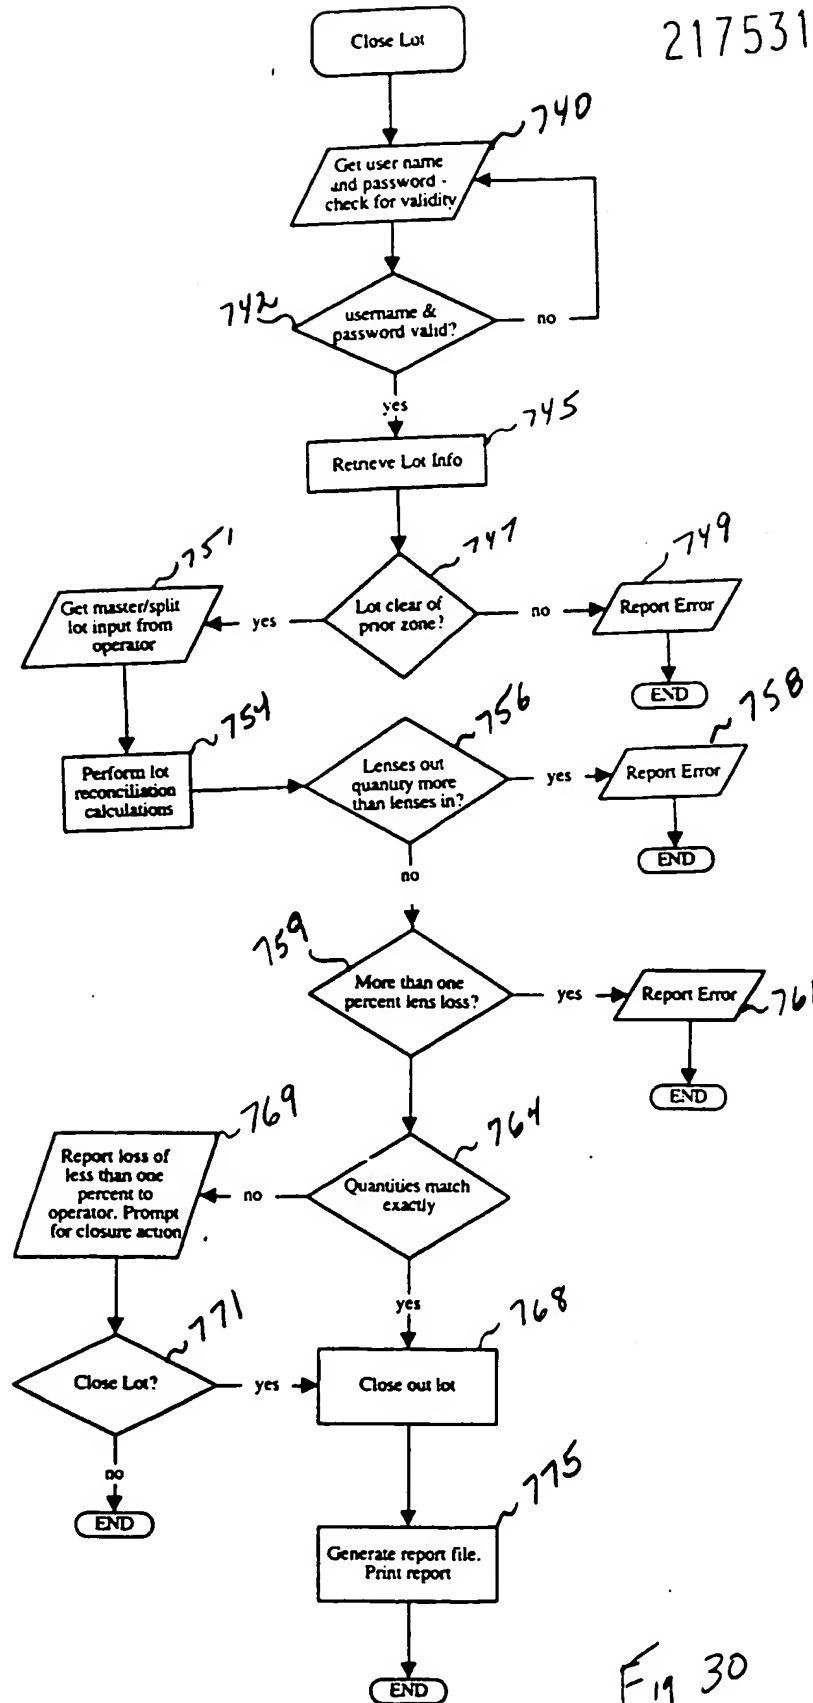 217531
Close Lot
740
Get user name
and password -
check for validity
742
username &
password valid?
no
yes
745
Retrieve Lot Info
747
751
749
Get master/split
lot input from
operator
yes
Lot clear of
prior zone?
no
Report Error
END
754
756
758
Perform lot
reconciliation
calculations
Lenses out
quantity more
than lenses in?
yes
Report Error
END
no
759
More than one
percent lens loss?
yes
Report Error
761
END
769
764
Report loss of
less than one
percent to
operator. Prompt
for closure action
no
Quantities match
exactly
yes
771
768
Close Lot?
yes
Close out lot
no
END
775
Generate report file.
Print report
END
Fig 30